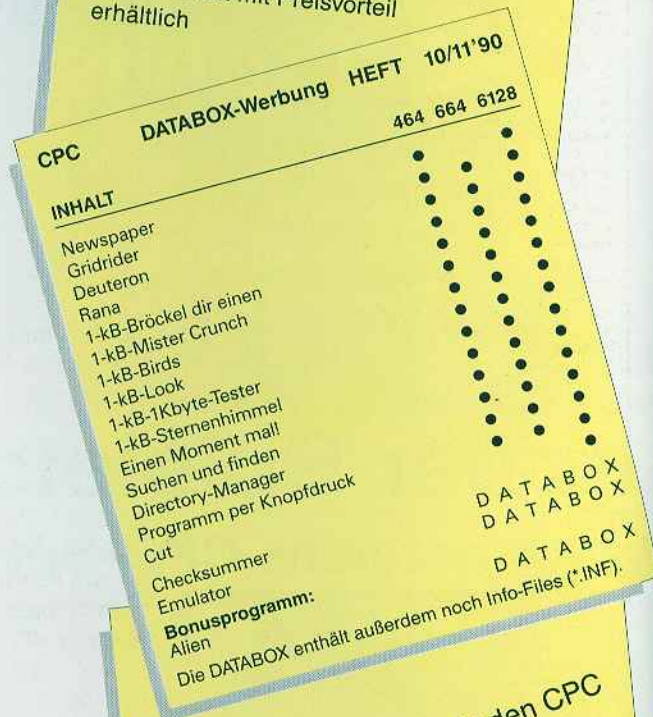 mit Preisvorteil
erhältlich
CPC DATABOX-Werbung HEFT 10/11'90
INHALT 464 664 6128
Newspaper
Gridrider
Deuteron
Rana
1-kB-Bröckel dir einen
1-kB-Mister Crunch
1-kB-Birds
1-kB-Look
1-kB-1Kbyte-Tester
1-kB-Sternenhimmel
Einen Moment mal!
Suchen und finden
Directory-Manager
Programm per Knopfdruck
Cut
Checksummer D A T A B O X
Emulator D A T A B O X
Bonusprogramm:
Alien D A T A B O X
Die DATABOX enthält außerdem noch Info-Files (*.INF).
den CPC